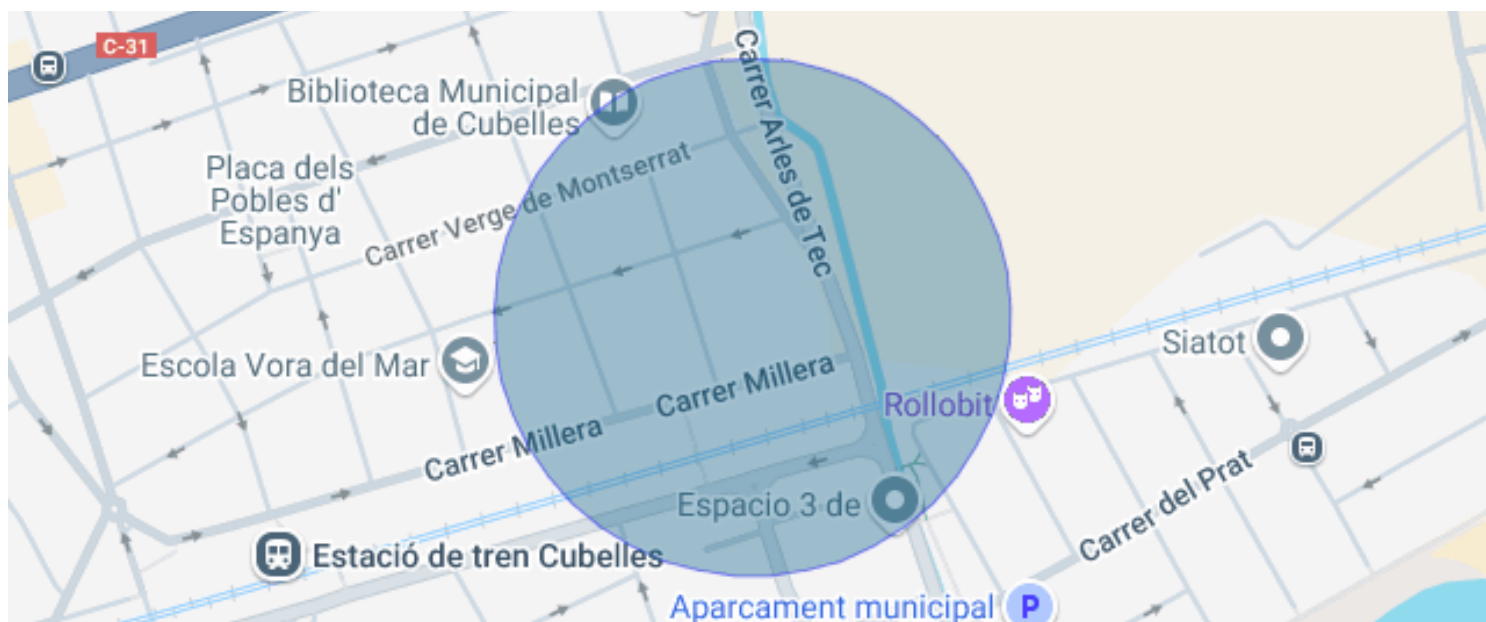 C-31
Biblioteca Municipal
de Cubelles
Carrer Arles de Tec
Placa dels
Pobles d'
Espanya
Carrer Verge de Montserrat
Escola Vora del Mar
Siatot
Carrer Millera
Rollobit
Carrer Millera
Espacio 3 de
Carrer del Prat
Estació de tren Cubelles
Aparcament municipal
P